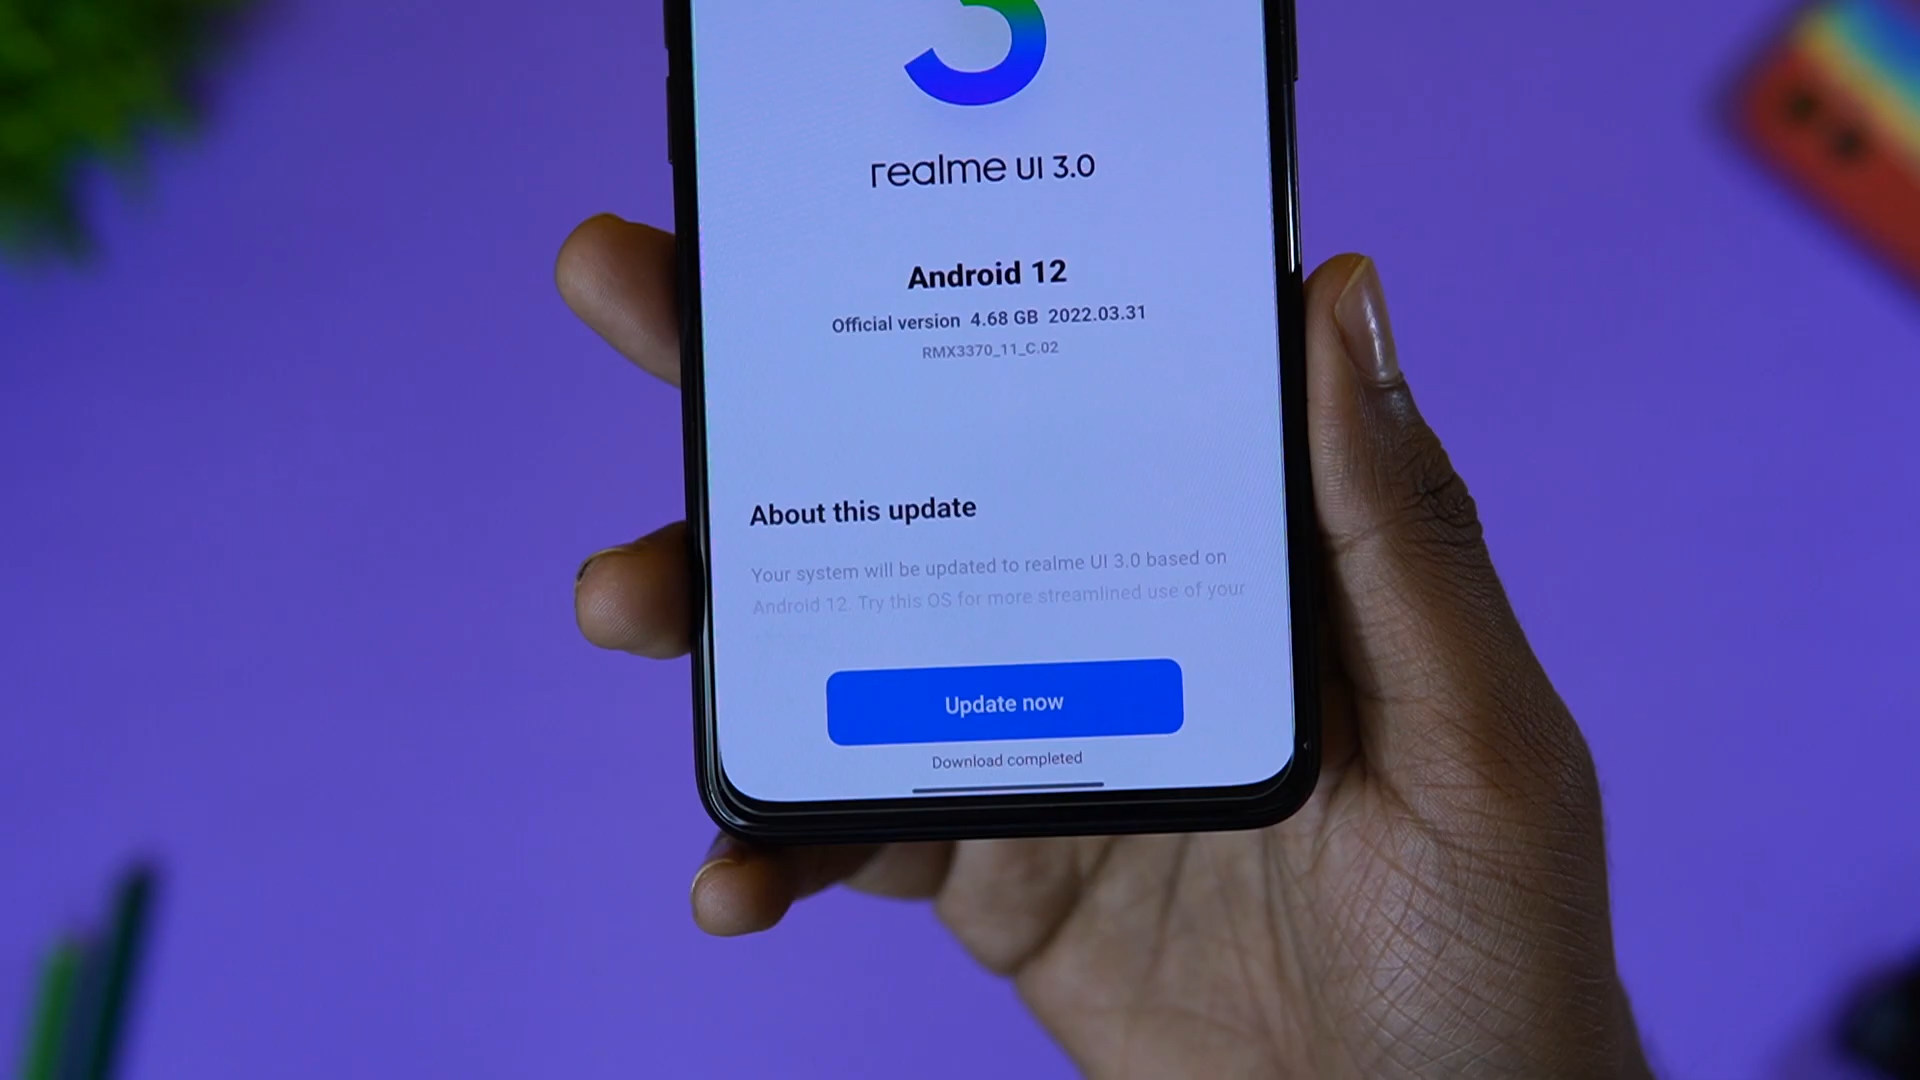 3
realme UI 3.0
Android 12
Official version 4.68 GB 2022.03.31
RMX3370_11_C.02
About this update
Your system will be updated to realme UI 3.0 based on
Android 12. Try this OS for more streamlined use of your
Update now
Download completed